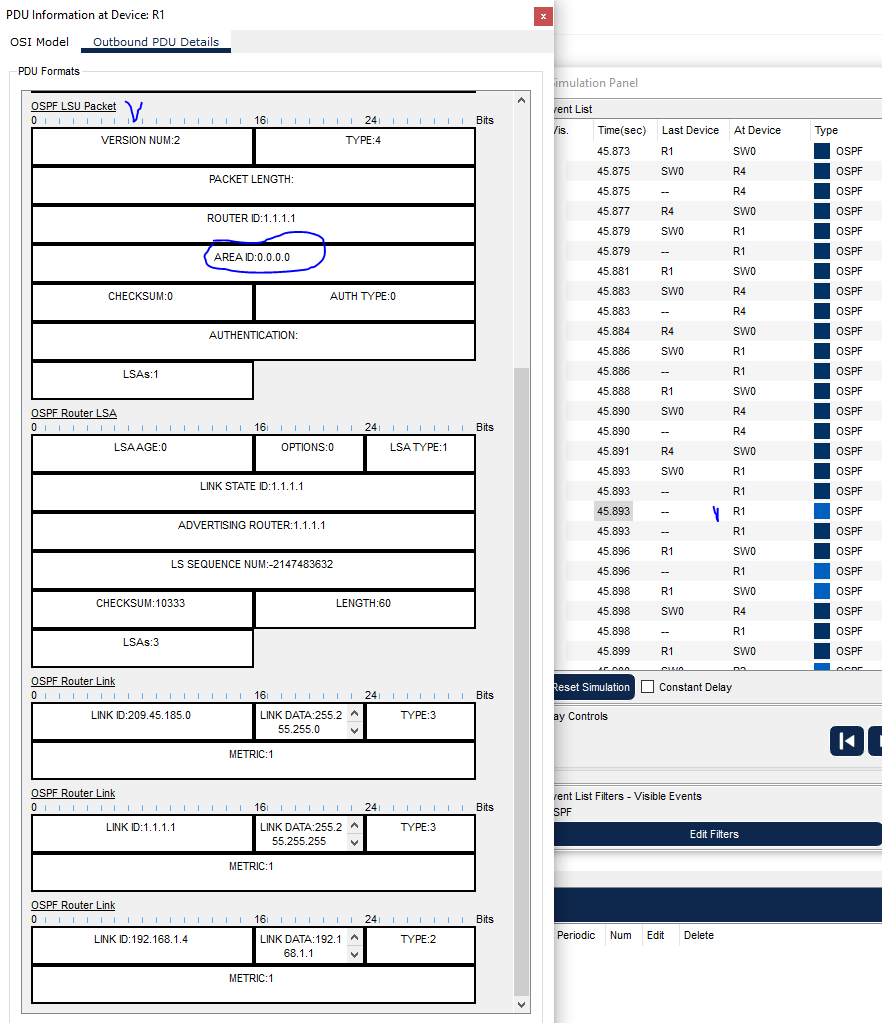 PDU Information at Device: R1
x
OSI Model Outbound PDU Details
PDU Formats
OSPF LSU Packet
0 16 24 Bits
VERSION NUM:2 TYPE:4
PACKET LENGTH:
ROUTER ID:1.1.1.1
AREA ID:0.0.0.0
CHECKSUM:0 AUTH TYPE:0
AUTHENTICATION:
LSAs:1
OSPF Router LSA
0 16 24 Bits
LSA AGE:0 OPTIONS:0 LSA TYPE:1
LINK STATE ID:1.1.1.1
ADVERTISING ROUTER:1.1.1.1
LS SEQUENCE NUM:-2147483632
CHECKSUM:10333 LENGTH:60
LSAs:3
OSPF Router Link
0 16 24 Bits
LINK ID:209.45.185.0 LINK DATA:255.2
55.255.0 TYPE:3
METRIC:1
OSPF Router Link
0 16 24 Bits
LINK ID:1.1.1.1 LINK DATA:255.2
55.255.255 TYPE:3
METRIC:1
OSPF Router Link
0 16 24 Bits
LINK ID:192.168.1.4 LINK DATA:192.1
68.1.1 TYPE:2
METRIC:1
imulation Panel
ent List
is. Time(sec) Last Device At Device Type
45.873 R1 SW0 OSPF
45.875 SW0 R4 OSPF
45.875 -- R4 OSPF
45.877 R4 SW0 OSPF
45.879 SW0 R1 OSPF
45.879 -- R1 OSPF
45.881 R1 SW0 OSPF
45.883 SW0 R4 OSPF
45.883 -- R4 OSPF
45.884 R4 SW0 OSPF
45.886 SW0 R1 OSPF
45.886 -- R1 OSPF
45.888 R1 SW0 OSPF
45.890 SW0 R4 OSPF
45.890 -- R4 OSPF
45.891 R4 SW0 OSPF
45.893 SW0 R1 OSPF
45.893 -- R1 OSPF
45.893 -- R1 OSPF
45.893 -- R1 OSPF
45.896 R1 SW0 OSPF
45.896 -- R1 OSPF
45.898 R1 SW0 OSPF
45.898 SW0 R4 OSPF
45.898 -- R1 OSPF
45.899 R1 SW0 OSPF
Reset Simulation Constant Delay
ay Controls
ent List Filters - Visible Events
SPF
Edit Filters
Periodic Num Edit Delete